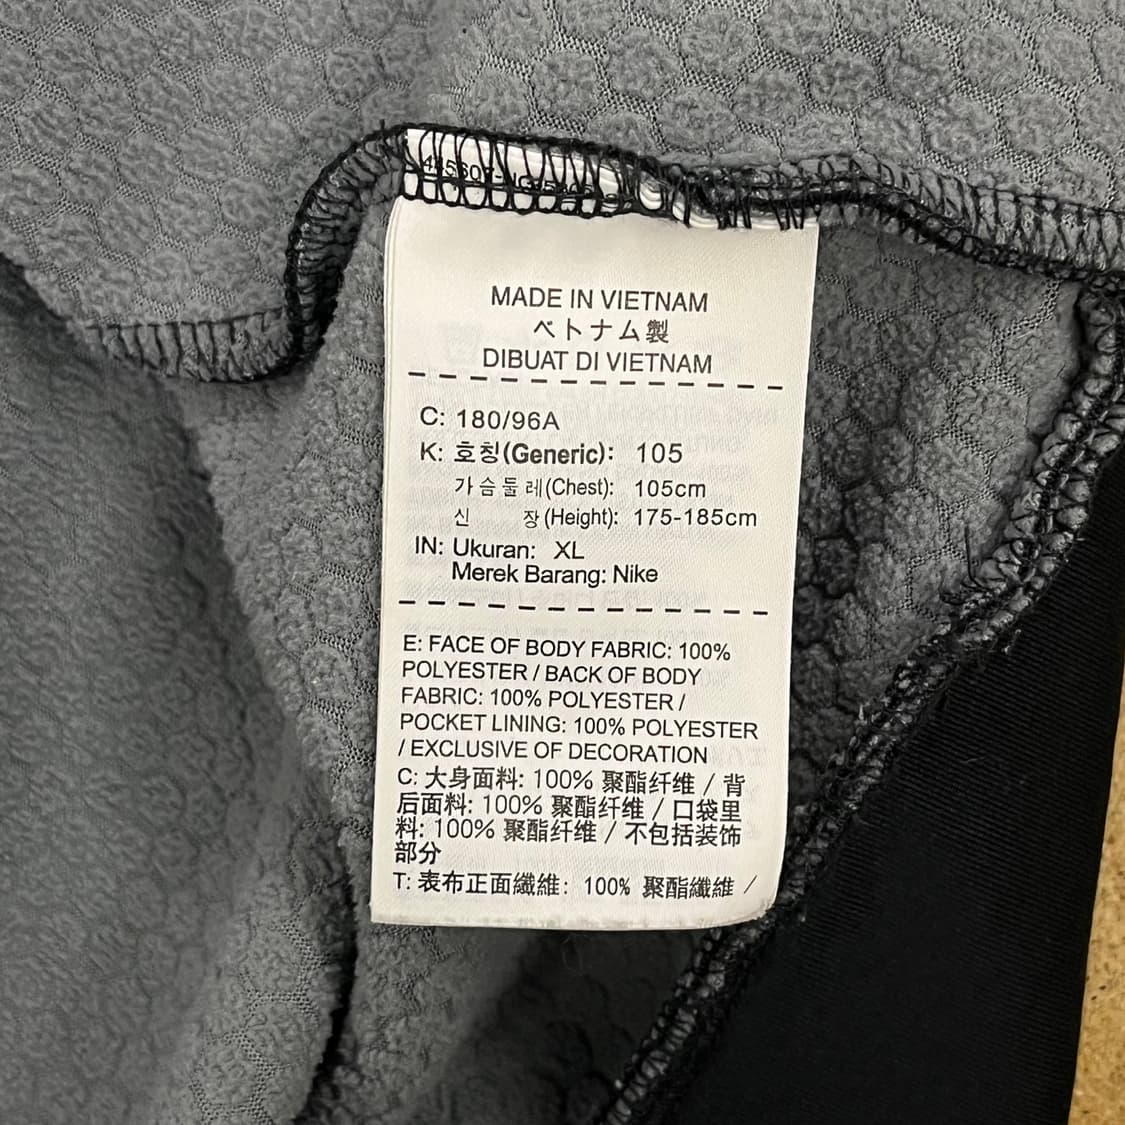 MADE IN VIETNAM
ベトナム製
DIBUAT DI VIETNAM
C: 180/96A
K: 호칭(Generic): 105
가슴둘레(Chest): 105cm
신 장(Height): 175-185cm
IN: Ukuran: XL
Merek Barang: Nike
E: FACE OF BODY FABRIC: 100%
POLYESTER / BACK OF BODY
FABRIC: 100% POLYESTER /
POCKET LINING: 100% POLYESTER
/ EXCLUSIVE OF DECORATION
C: 大身面料: 100% 聚酯纤维 / 背
后面料: 100% 聚酯纤维 / 口袋里
料: 100% 聚酯纤维 / 不包括装饰
部分
T: 表布正面纖維: 100% 聚酯纖維 /